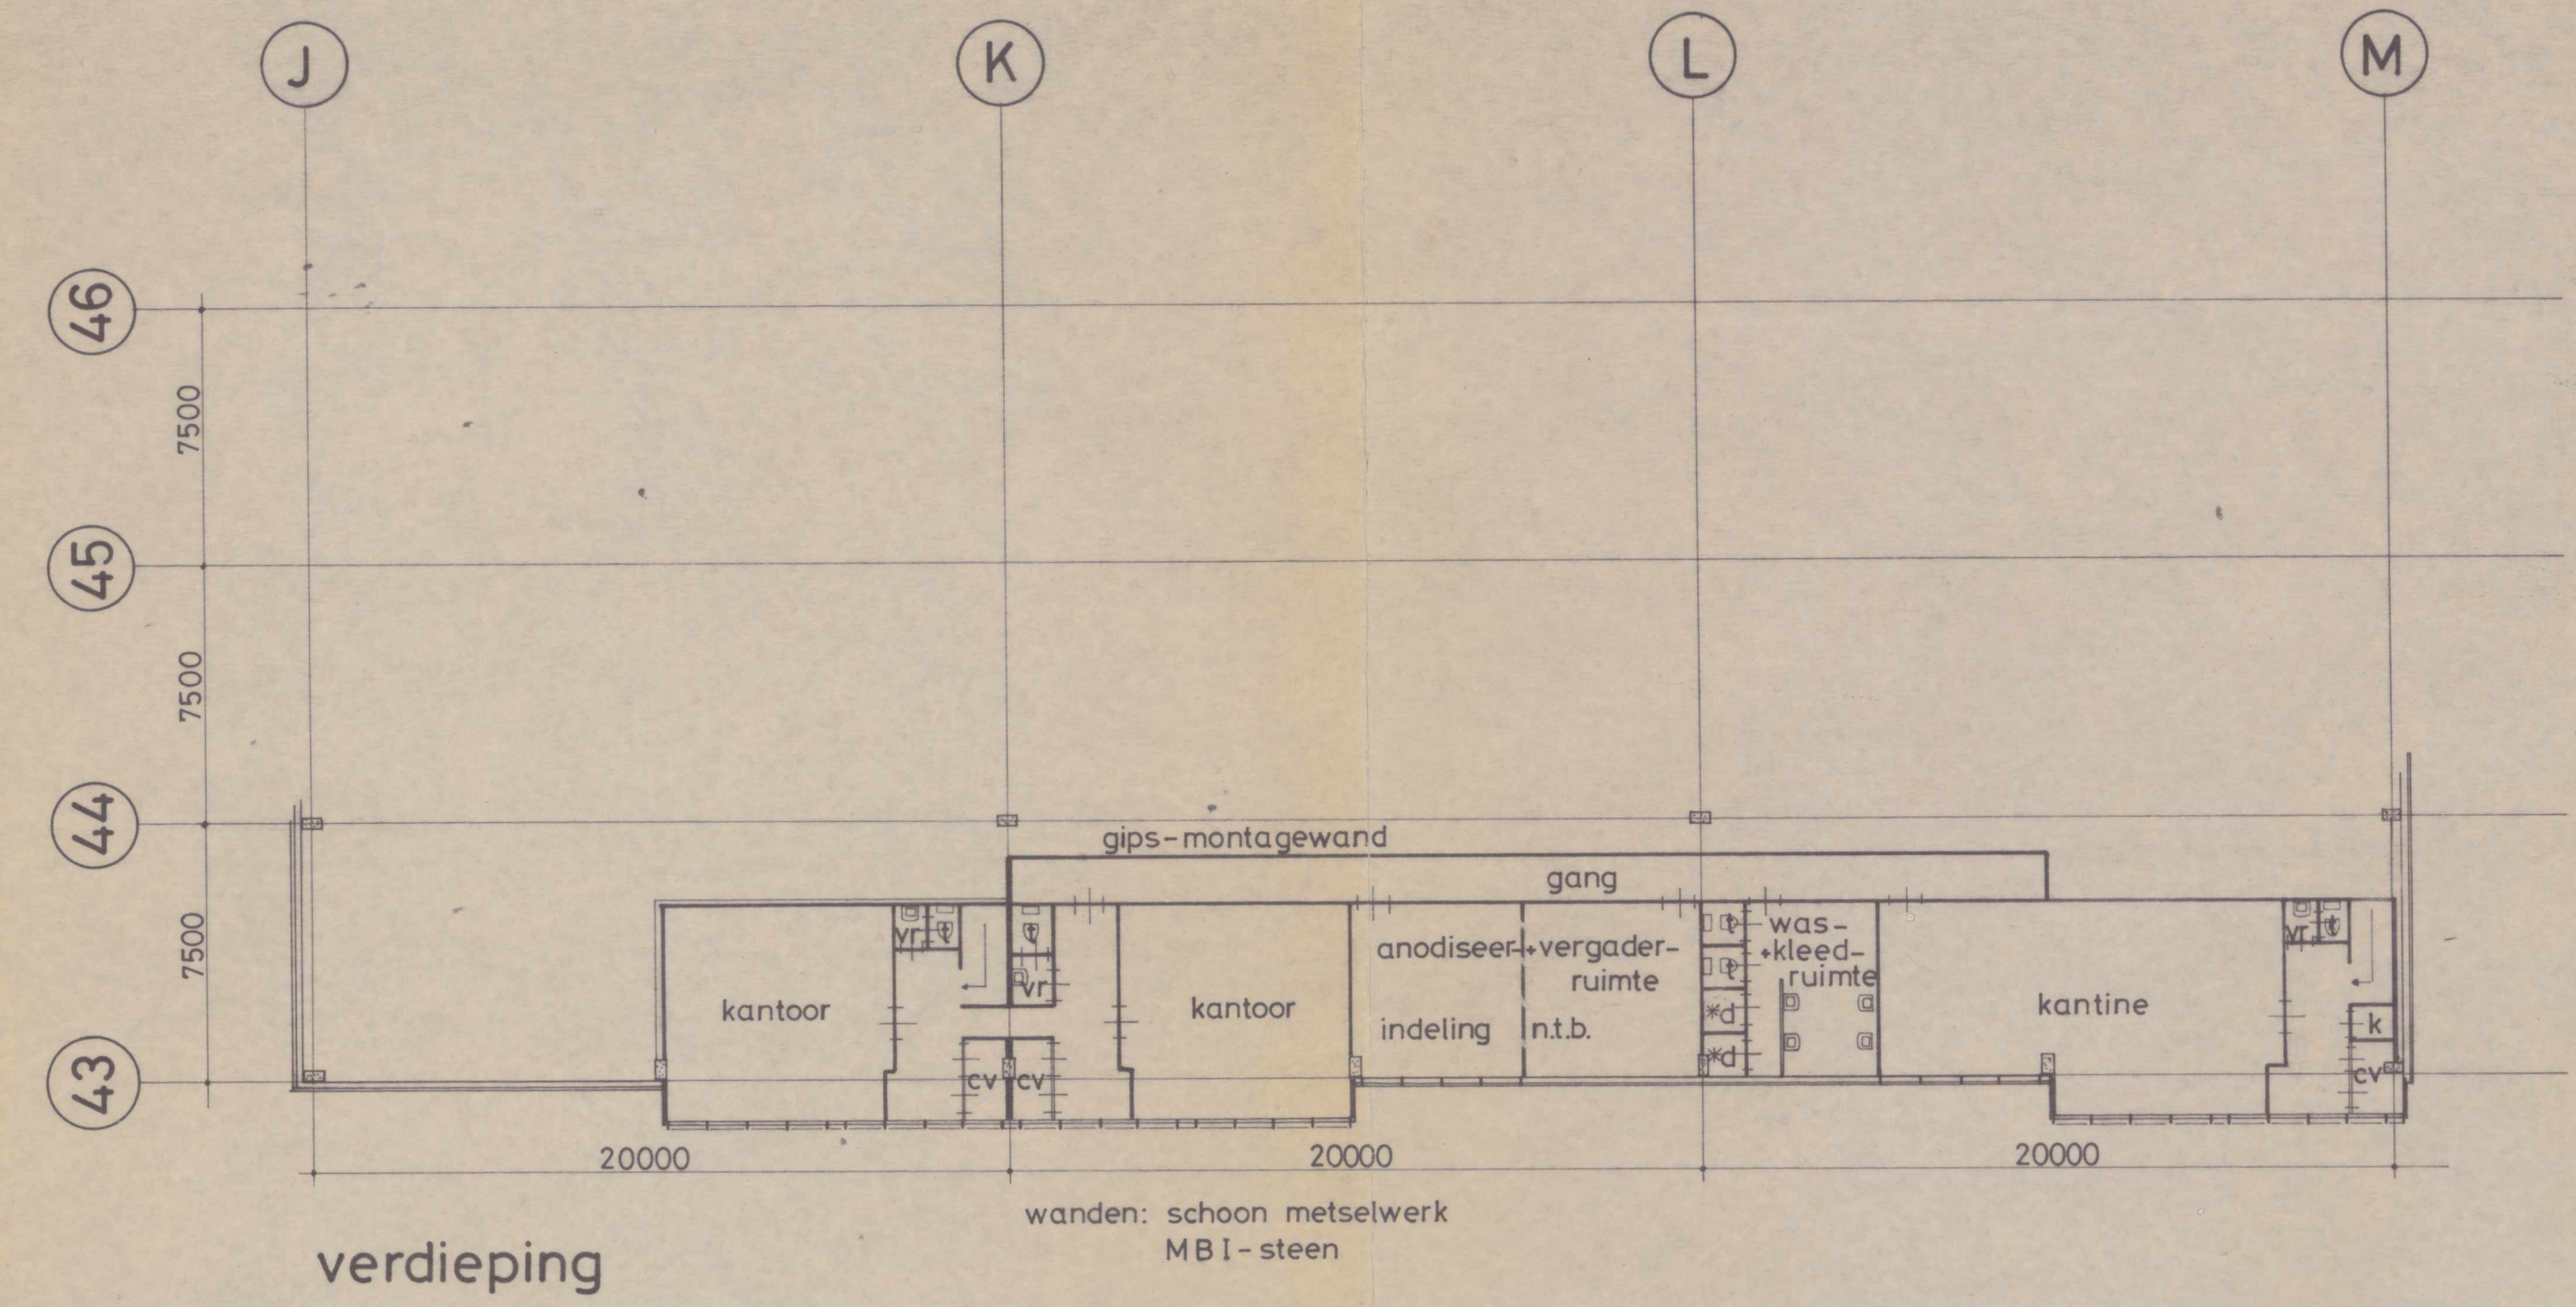 J K L M
46
7500
45
7500
44
gips-montagewand
gang
7500
vr t t vr
t t d d
was-
+kleed-
ruimte
anodiseer-+vergader-
ruimte
kantoor
kantoor
indeling n.t.b.
kantine
vr t
k
cv
43
cv cv
20000 20000 20000
wanden: schoon metselwerk
MBI-steen
verdieping